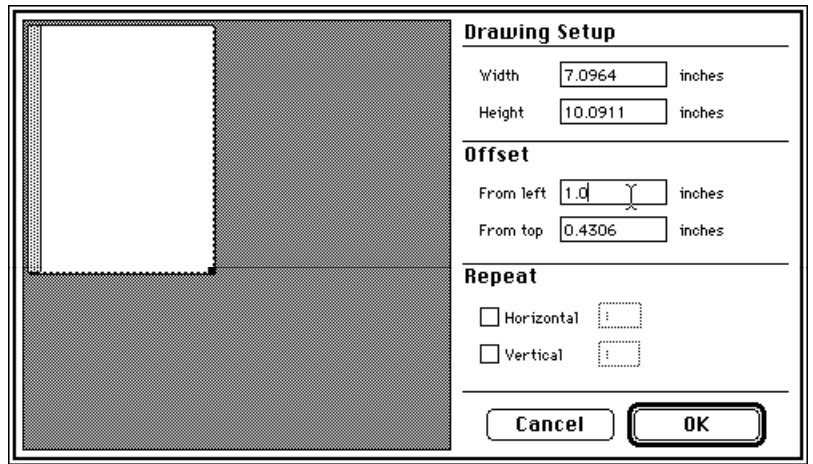 Drawing Setup
Width 7.0964 inches
Height 10.0911 inches
Offset
From left 1.0 inches
From top 0.4306 inches
Repeat
Horizontal
Vertical
Cancel OK